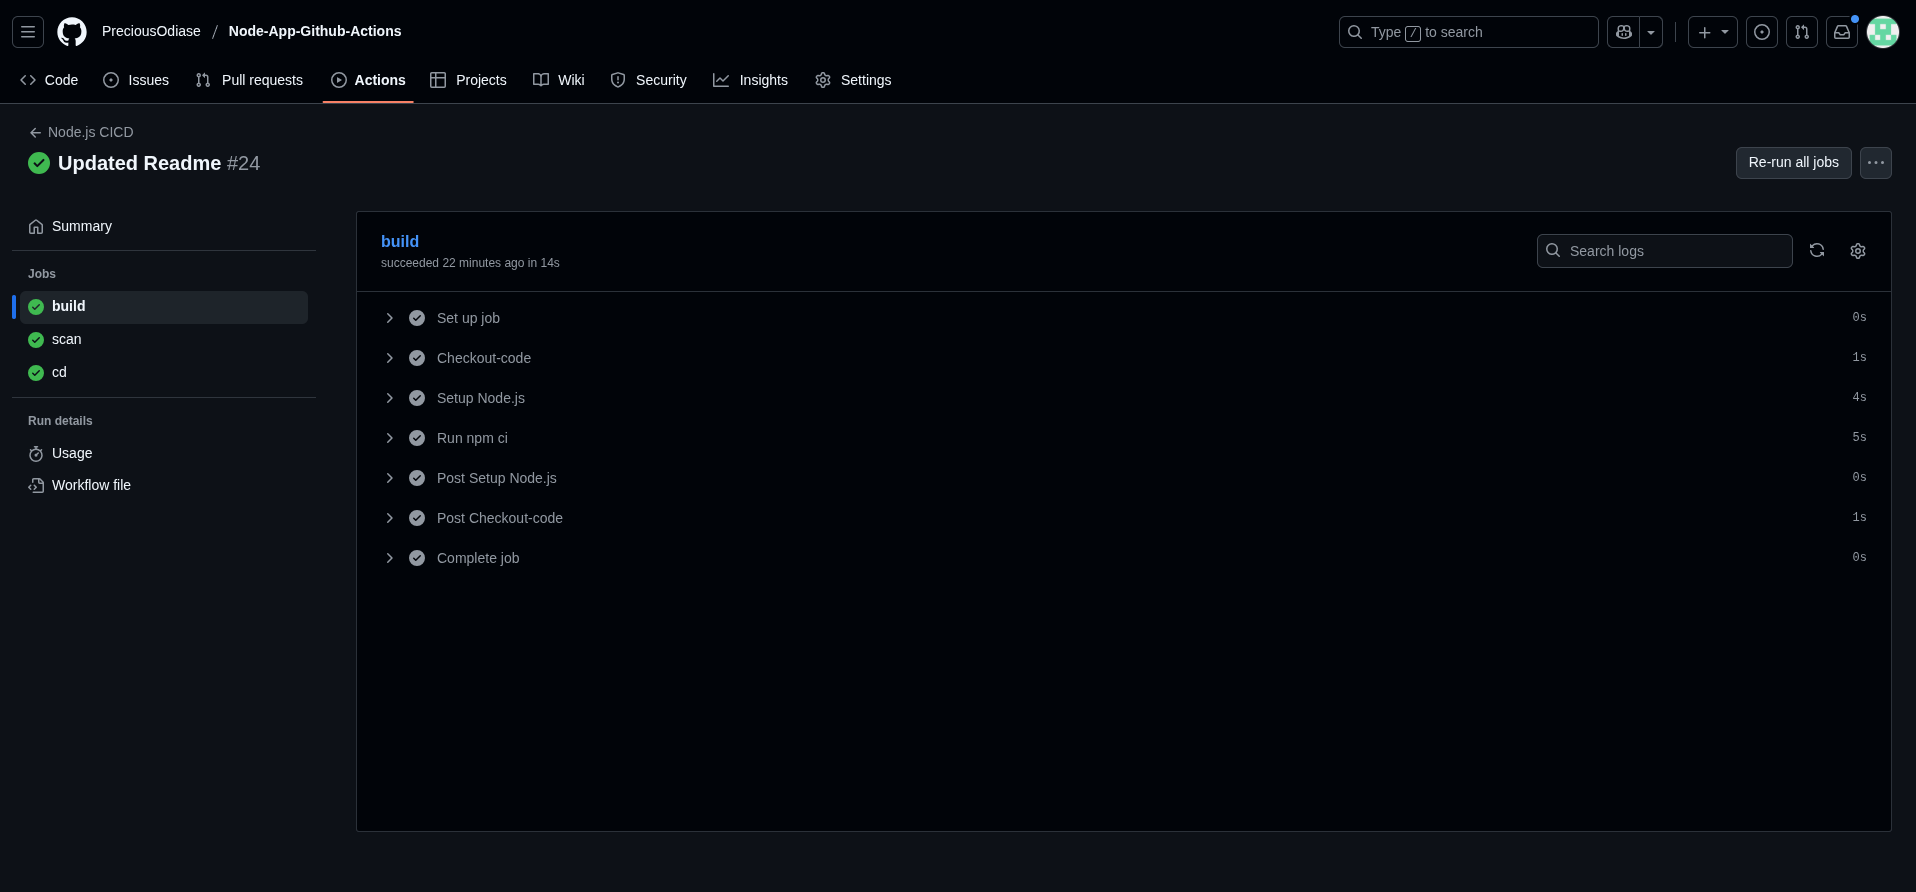 PreciousOdiase / Node-App-Github-Actions
Type / to search
Code Issues Pull requests Actions Projects Wiki Security Insights Settings
Node.js CICD
Updated Readme #24
Re-run all jobs
Summary
Jobs
build
scan
cd
Run details
Usage
Workflow file
build
succeeded 22 minutes ago in 14s
Search logs
Set up job 0s
Checkout-code 1s
Setup Node.js 4s
Run npm ci 5s
Post Setup Node.js 0s
Post Checkout-code 1s
Complete job 0s